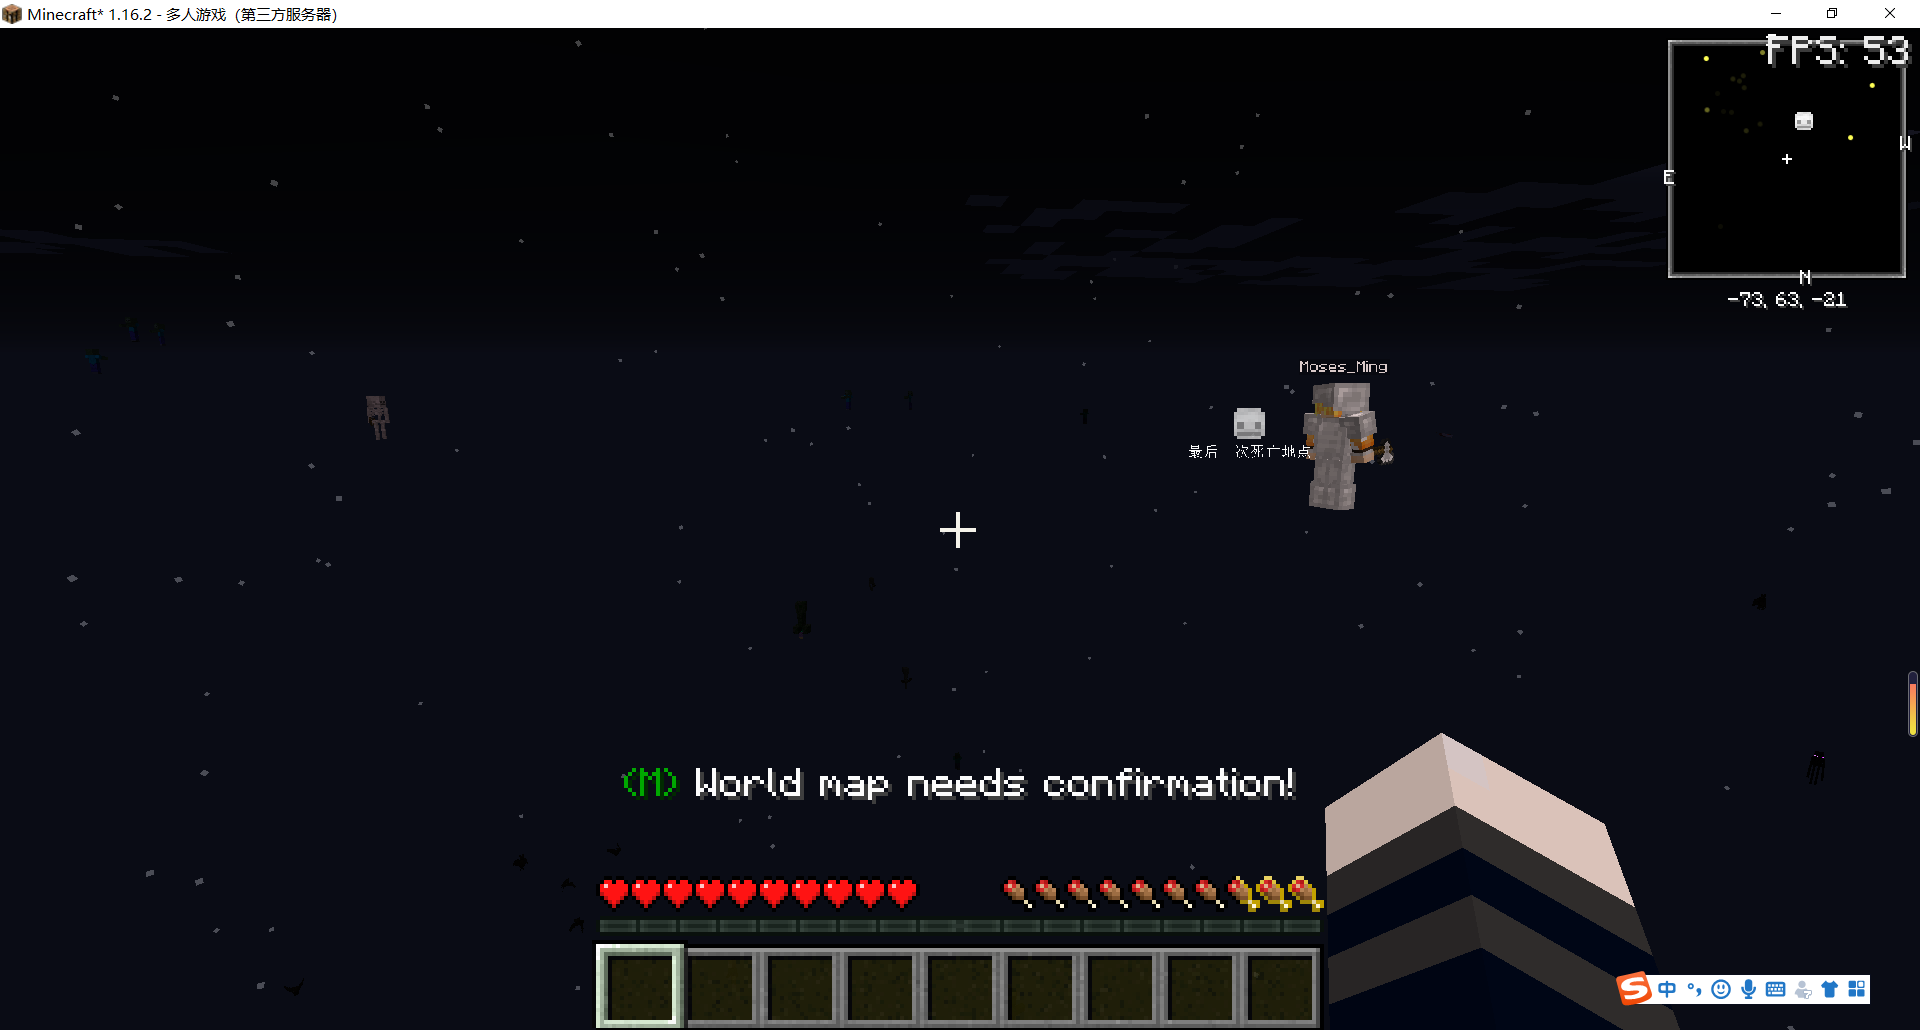 Minecraft* 1.16.2 - 多人游戏 (第三方服务器)
FPS: 53
W
E
N
-73, 63, -21
Moses_Ming
最后一次死亡地点
(M) World map needs confirmation!
S 中